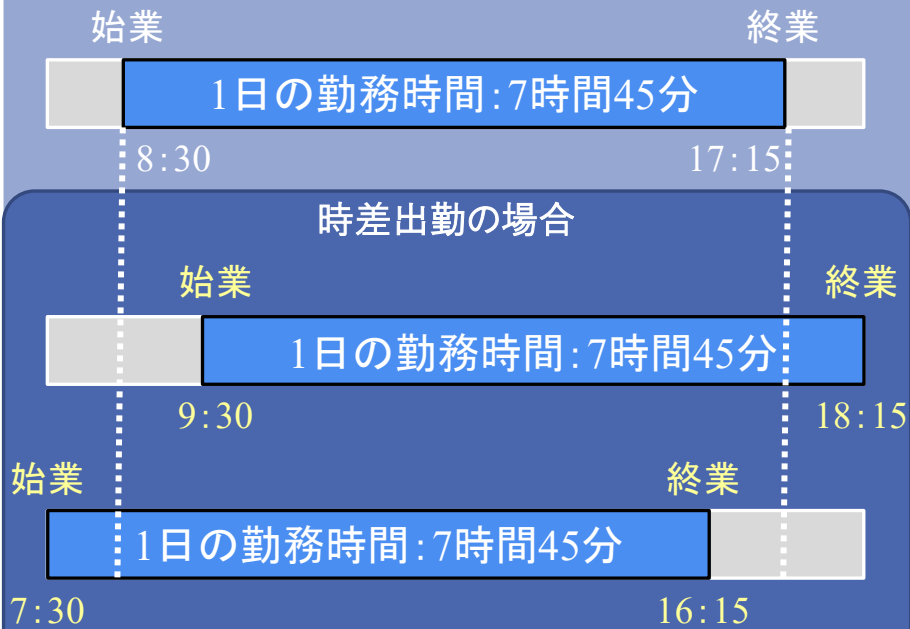 始業 終業
1日の勤務時間:7時間45分
8:30 17:15
時差出勤の場合
始業 終業
1日の勤務時間:7時間45分
9:30 18:15
始業 終業
1日の勤務時間:7時間45分
7:30 16:15